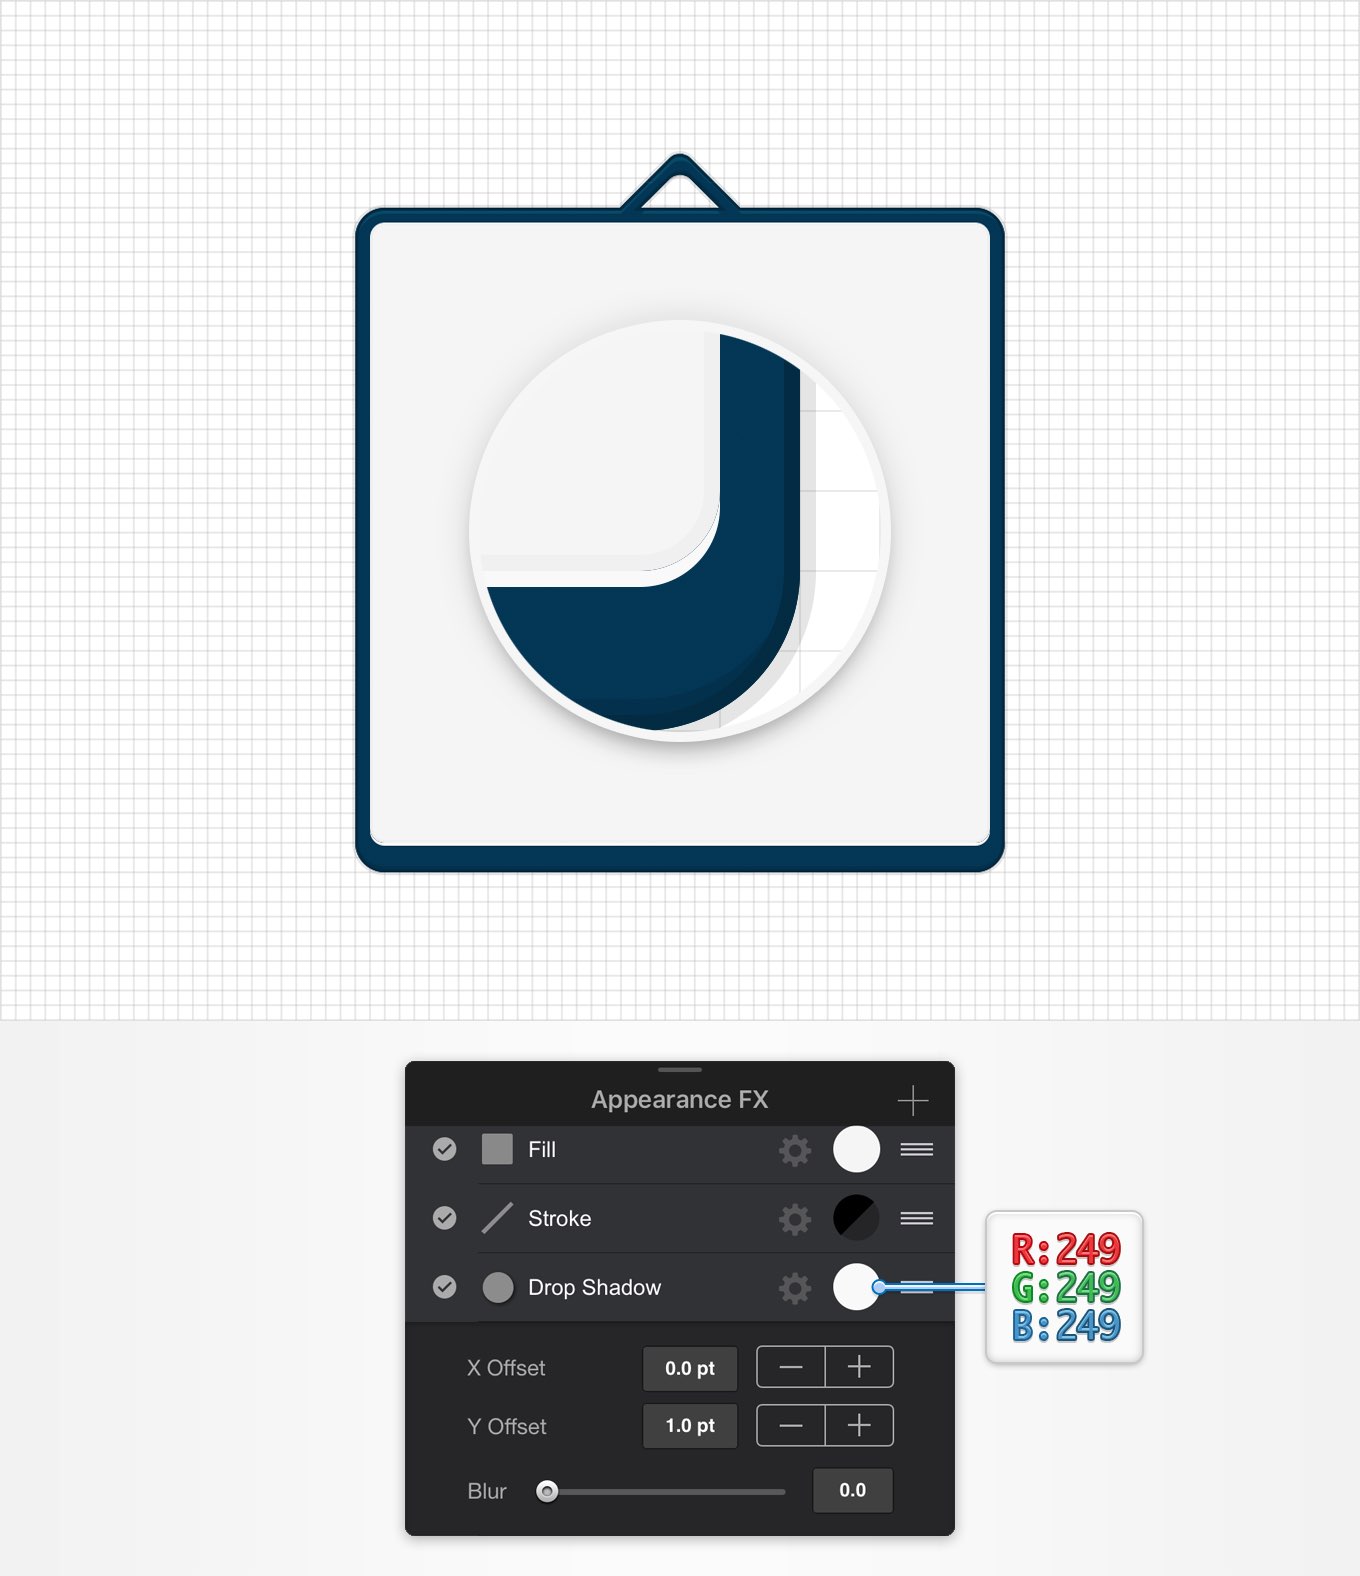 Appearance FX
Fill
Stroke
Drop Shadow
R:249
G:249
B:249
X Offset 0.0 pt
Y Offset 1.0 pt
Blur 0.0